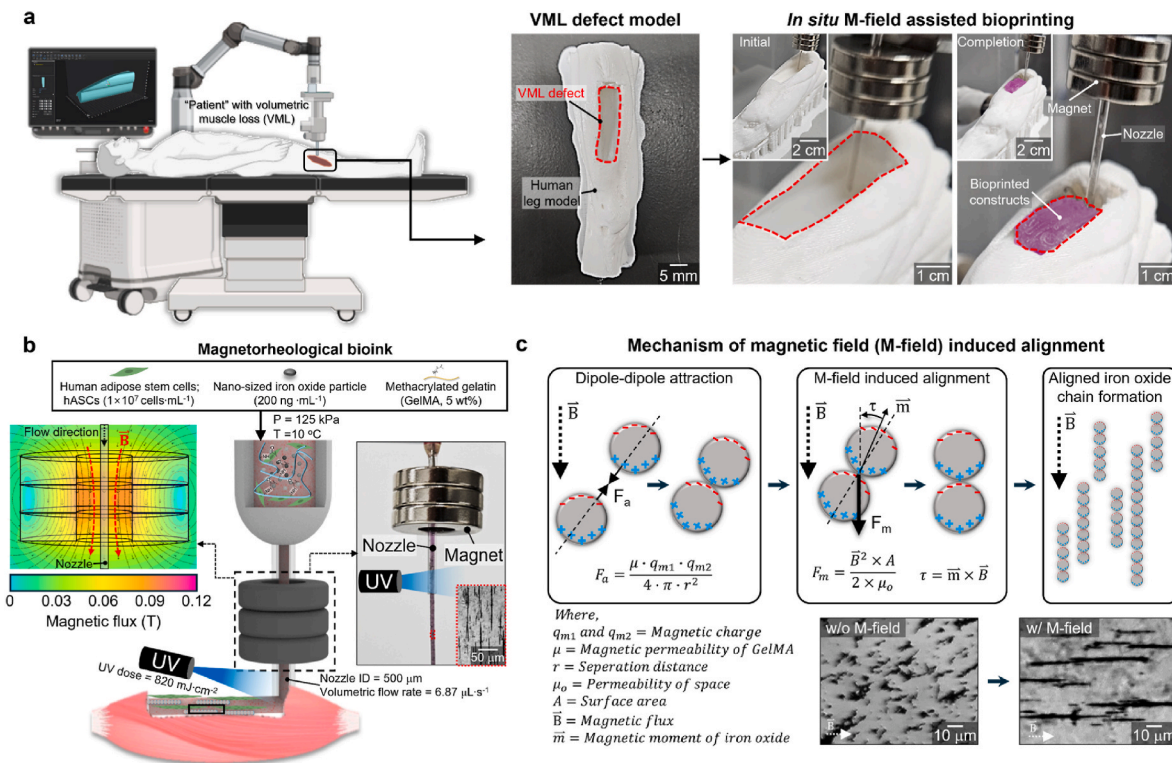 a
"Patient" with volumetric
muscle loss (VML)
VML defect model
VML defect
Human
leg model
5 mm
In situ M-field assisted bioprinting
Initial
2 cm
1 cm
Completion
Magnet
Nozzle
2 cm
Bioprinted
constructs
1 cm
b
Magnetorheological bioink
Human adipose stem cells;
hASCs (1×10⁷ cells·mL⁻¹)
Nano-sized iron oxide particle
(200 ng·mL⁻¹)
Methacrylated gelatin
(GelMA, 5 wt%)
P = 125 kPa
T =10 °C
Flow direction
B⃗
Nozzle
0 0.03 0.06 0.09 0.12
Magnetic flux (T)
Nozzle
Magnet
UV
50 μm
UV
UV dose = 820 mJ·cm⁻²
Nozzle ID = 500 μm
Volumetric flow rate = 6.87 μL·s⁻¹
c
Mechanism of magnetic field (M-field) induced alignment
Dipole-dipole attraction
B⃗
Fₐ
Fₐ = μ · qₘ₁ · qₘ₂ / 4 · π · r²
M-field induced alignment
B⃗
τ
m⃗
Fₘ
Fₘ = B⃗² × A / 2 × μₒ
τ = m⃗ × B⃗
Aligned iron oxide
chain formation
B⃗
Where,
qₘ₁ and qₘ₂ = Magnetic charge
μ = Magnetic permeability of GelMA
r = Seperation distance
μₒ = Permeability of space
A = Surface area
B⃗ = Magnetic flux
m⃗ = Magnetic moment of iron oxide
w/o M-field
B⃗
10 μm
w/ M-field
B⃗
10 μm